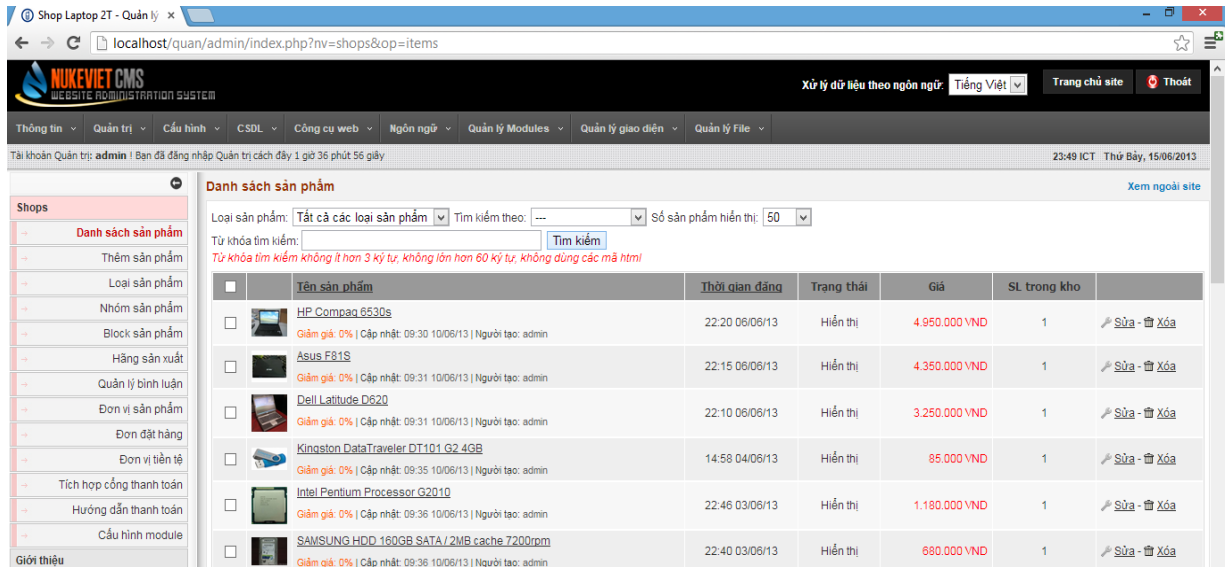 Shop Laptop 2T - Quản lý
localhost/quan/admin/index.php?nv=shops&op=items
NUKEVIET CMS
WEBSITE ADMINISTRATION SYSTEM
Xử lý dữ liệu theo ngôn ngữ: Tiếng Việt Trang chủ site Thoát
Thông tin Quản trị Cấu hình CSDL Công cụ web Ngôn ngữ Quản lý Modules Quản lý giao diện Quản lý File
Tài khoản Quản trị: admin ! Bạn đã đăng nhập Quản trị cách đây 1 giờ 36 phút 56 giây 23:49 ICT Thứ Bảy, 15/06/2013
Shops
Danh sách sản phẩm
Thêm sản phẩm
Loại sản phẩm
Nhóm sản phẩm
Block sản phẩm
Hãng sản xuất
Quản lý bình luận
Đơn vị sản phẩm
Đơn đặt hàng
Đơn vị tiền tệ
Tích hợp cổng thanh toán
Hướng dẫn thanh toán
Cấu hình module
Giới thiệu
Danh sách sản phẩm Xem ngoài site
Loại sản phẩm: Tất cả các loại sản phẩm Tìm kiếm theo: --- Số sản phẩm hiển thị: 50
Từ khóa tìm kiếm: Tìm kiếm
Từ khóa tìm kiếm không ít hơn 3 ký tự, không lớn hơn 60 ký tự, không dùng các mã html
Tên sản phẩm Thời gian đăng Trạng thái Giá SL trong kho
HP Compaq 6530s
Giảm giá: 0% | Cập nhật: 09:30 10/06/13 | Người tạo: admin
22:20 06/06/13 Hiển thị 4.950.000 VND 1 Sửa - Xóa
Asus F81S
Giảm giá: 0% | Cập nhật: 09:31 10/06/13 | Người tạo: admin
22:15 06/06/13 Hiển thị 4.350.000 VND 1 Sửa - Xóa
Dell Latitude D620
Giảm giá: 0% | Cập nhật: 09:31 10/06/13 | Người tạo: admin
22:10 06/06/13 Hiển thị 3.250.000 VND 1 Sửa - Xóa
Kingston DataTraveler DT101 G2 4GB
Giảm giá: 0% | Cập nhật: 09:35 10/06/13 | Người tạo: admin
14:58 04/06/13 Hiển thị 85.000 VND 1 Sửa - Xóa
Intel Pentium Processor G2010
Giảm giá: 0% | Cập nhật: 09:36 10/06/13 | Người tạo: admin
22:46 03/06/13 Hiển thị 1.180.000 VND 1 Sửa - Xóa
SAMSUNG HDD 160GB SATA / 2MB cache 7200rpm
Giảm giá: 0% | Cập nhật: 09:36 10/06/13 | Người tạo: admin
22:40 03/06/13 Hiển thị 680.000 VND 1 Sửa - Xóa